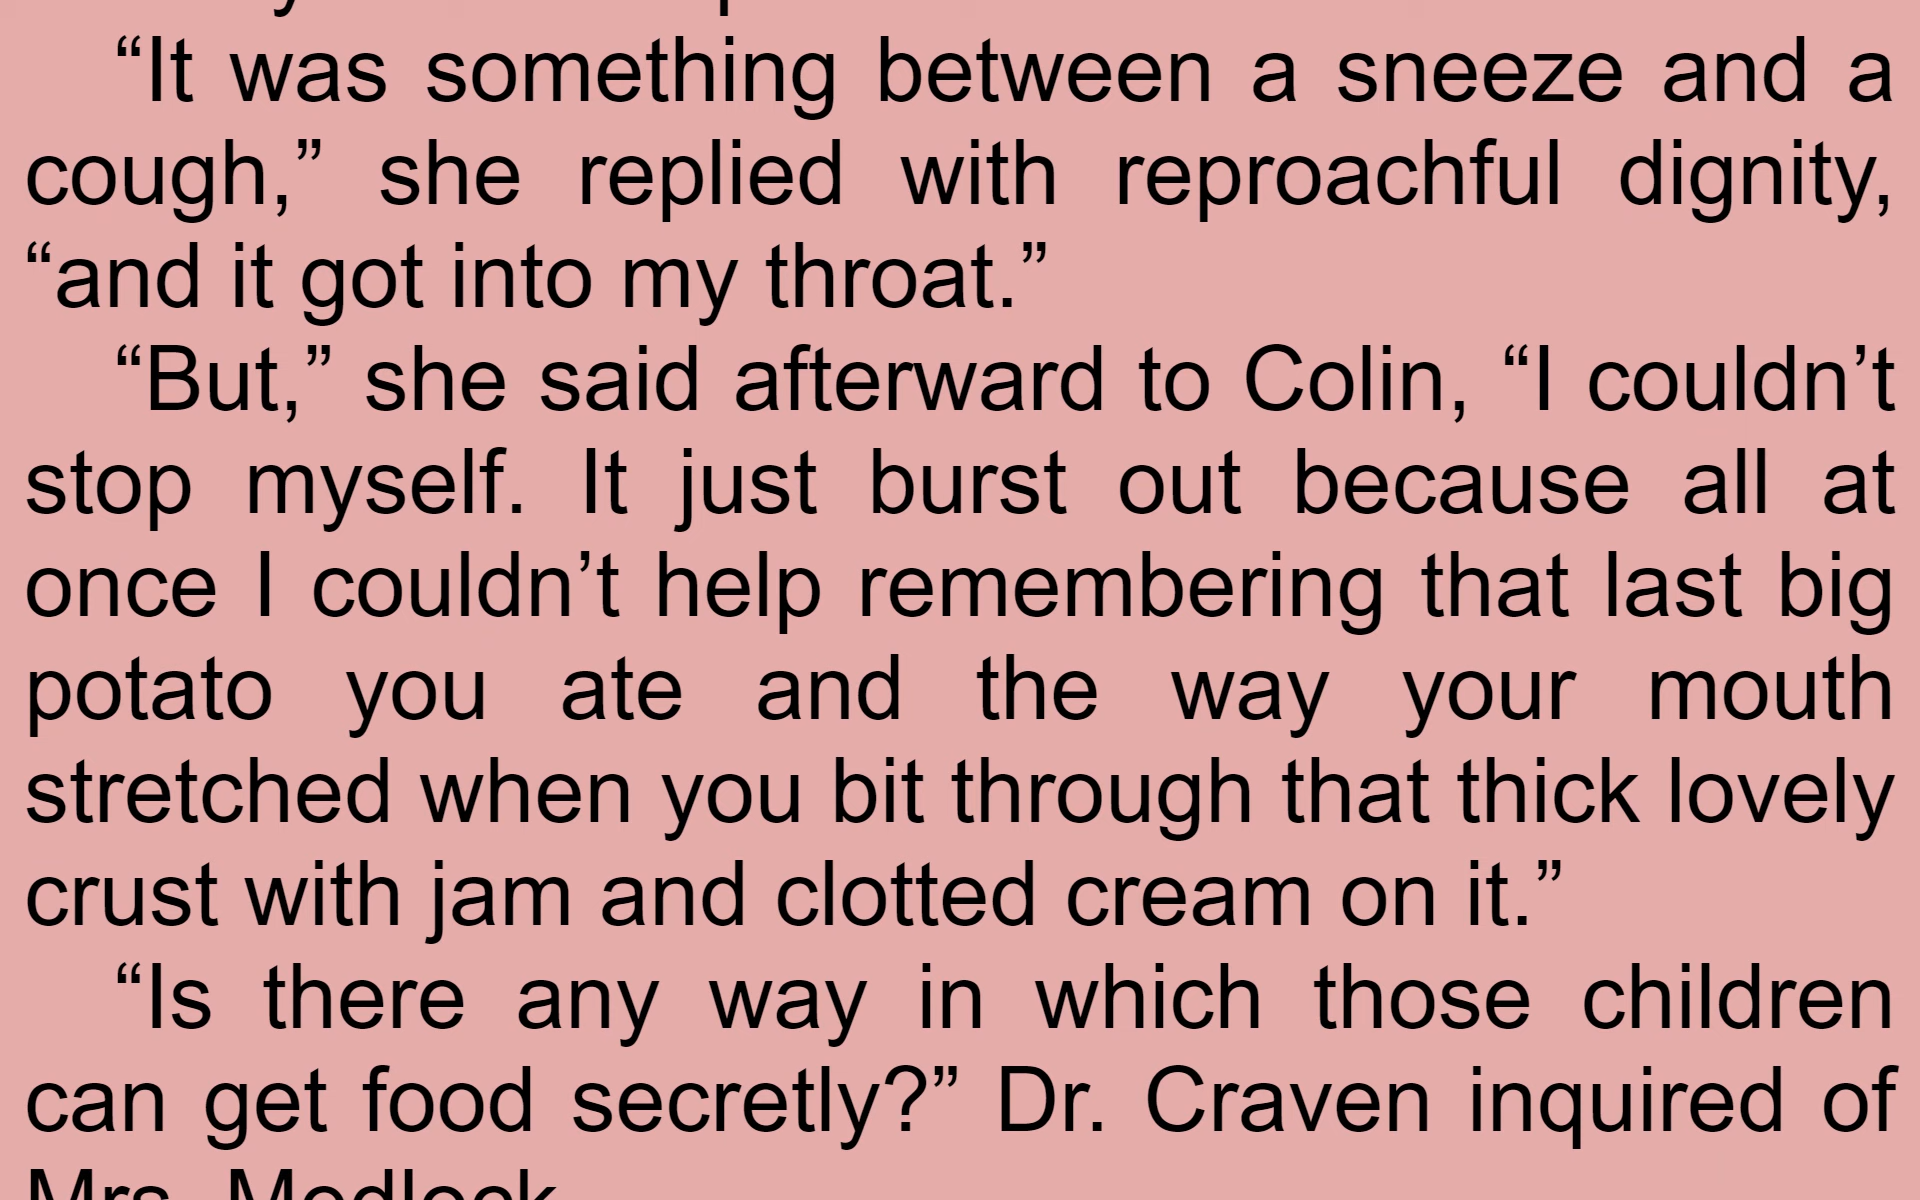 “It was something between a sneeze and a
cough,” she replied with reproachful dignity,
“and it got into my throat.”
“But,” she said afterward to Colin, “I couldn’t
stop myself. It just burst out because all at
once I couldn’t help remembering that last big
potato you ate and the way your mouth
stretched when you bit through that thick lovely
crust with jam and clotted cream on it.”
“Is there any way in which those children
can get food secretly?” Dr. Craven inquired of
Mrs. Medlock.